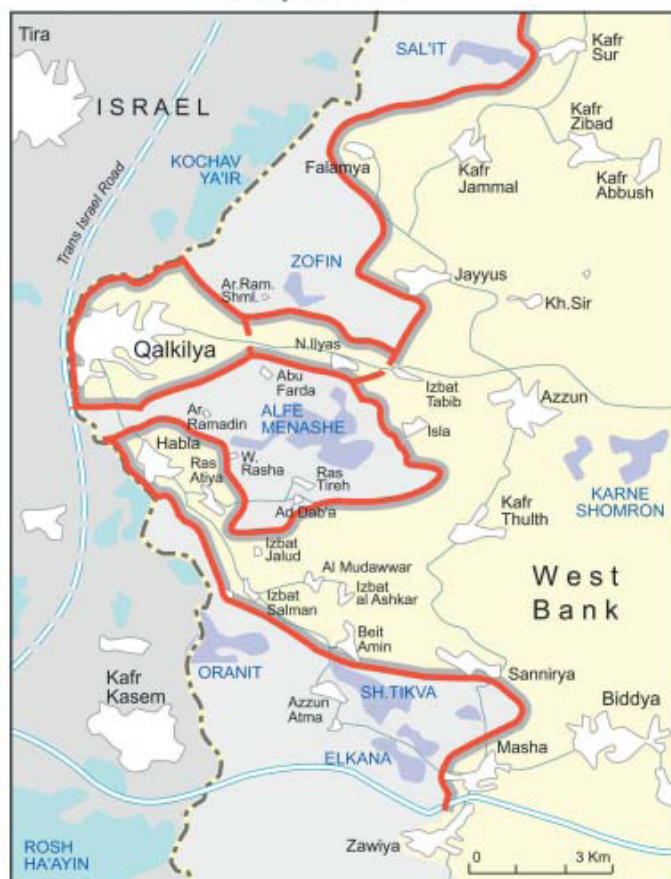 Tira
ISRAEL
SAL'IT
Kafr
Sur
Kafr
Zibad
Kafr
Abbush
Kafr
Jammal
Falamya
KOCHAV
YA'IR
Trans Israel Road
ZOFIN
Ar.Ram.
Shml.
Jayyus
Kh.Sir
Qalkilya
N.Ilyas
Izbat
Tabib
Azzun
Abu
Farda
ALFE
MENASHE
Ar.
Ramadin
Isla
Habla
Ras
Atiya
W.
Rasha
Ras
Tireh
Ad Dab'a
KARNE
SHOMRON
Kafr
Thulth
Izbat
Jalud
Al Mudawwar
Izbat
al Ashkar
Izbat
Salman
West
Bank
Beit
Amin
ORANIT
Sannirya
SH.TIKVA
Kafr
Kasem
Azzun
Atma
Biddya
Masha
ELKANA
ROSH
HA'AYIN
Zawiya
0 3 Km